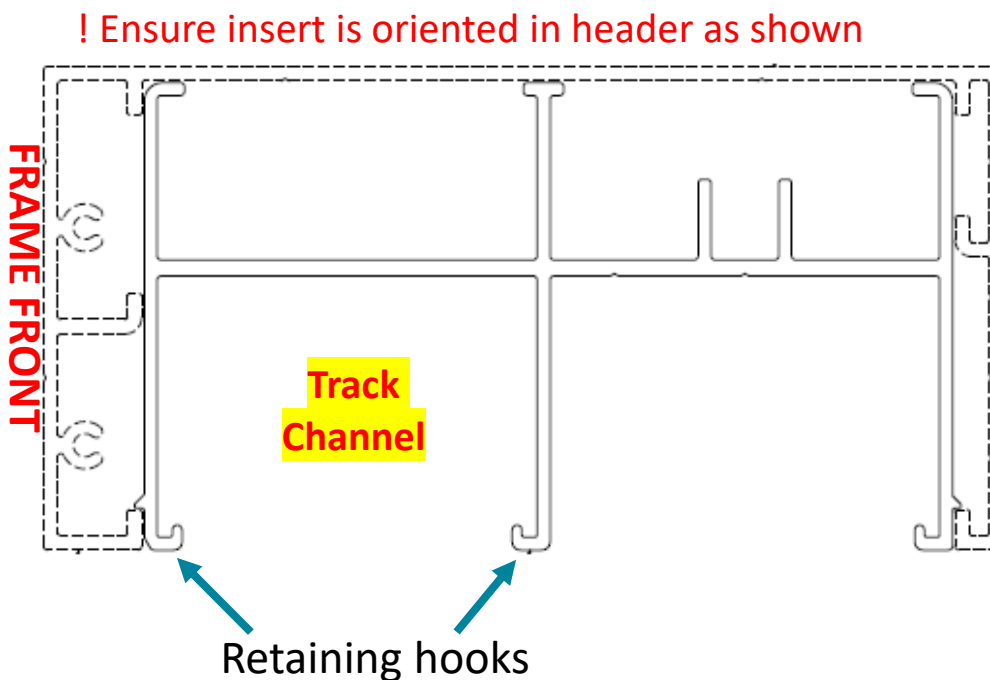 ! Ensure insert is oriented in header as shown
FRAME FRONT
Track
Channel
Retaining hooks